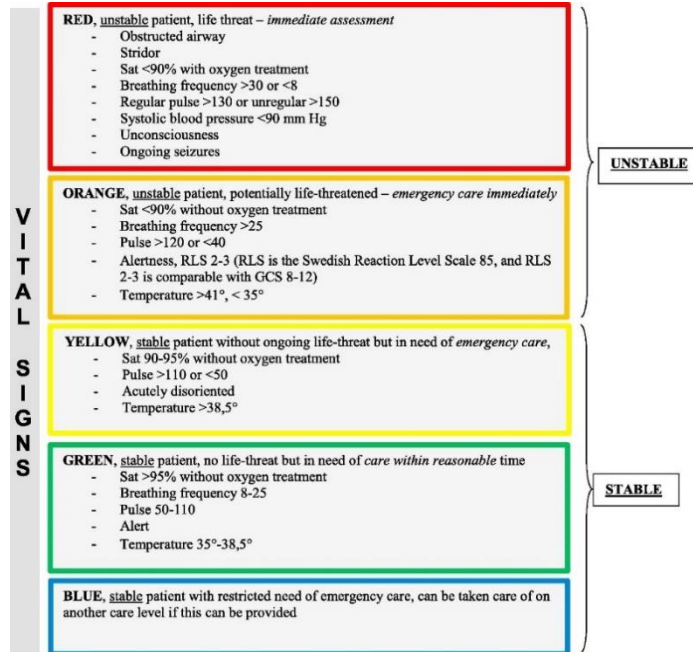 VITAL SIGNS
RED, unstable patient, life threat – immediate assessment
- Obstructed airway
- Stridor
- Sat <90% with oxygen treatment
- Breathing frequency >30 or <8
- Regular pulse >130 or unregular >150
- Systolic blood pressure <90 mm Hg
- Unconsciousness
- Ongoing seizures
ORANGE, unstable patient, potentially life-threatened – emergency care immediately
- Sat <90% without oxygen treatment
- Breathing frequency >25
- Pulse >120 or <40
- Alertness, RLS 2-3 (RLS is the Swedish Reaction Level Scale 85, and RLS
2-3 is comparable with GCS 8-12)
- Temperature >41°, < 35°
UNSTABLE
YELLOW, stable patient without ongoing life-threat but in need of emergency care,
- Sat 90-95% without oxygen treatment
- Pulse >110 or <50
- Acutely disoriented
- Temperature >38,5°
GREEN, stable patient, no life-threat but in need of care within reasonable time
- Sat >95% without oxygen treatment
- Breathing frequency 8-25
- Pulse 50-110
- Alert
- Temperature 35°-38,5°
BLUE, stable patient with restricted need of emergency care, can be taken care of on
another care level if this can be provided
STABLE